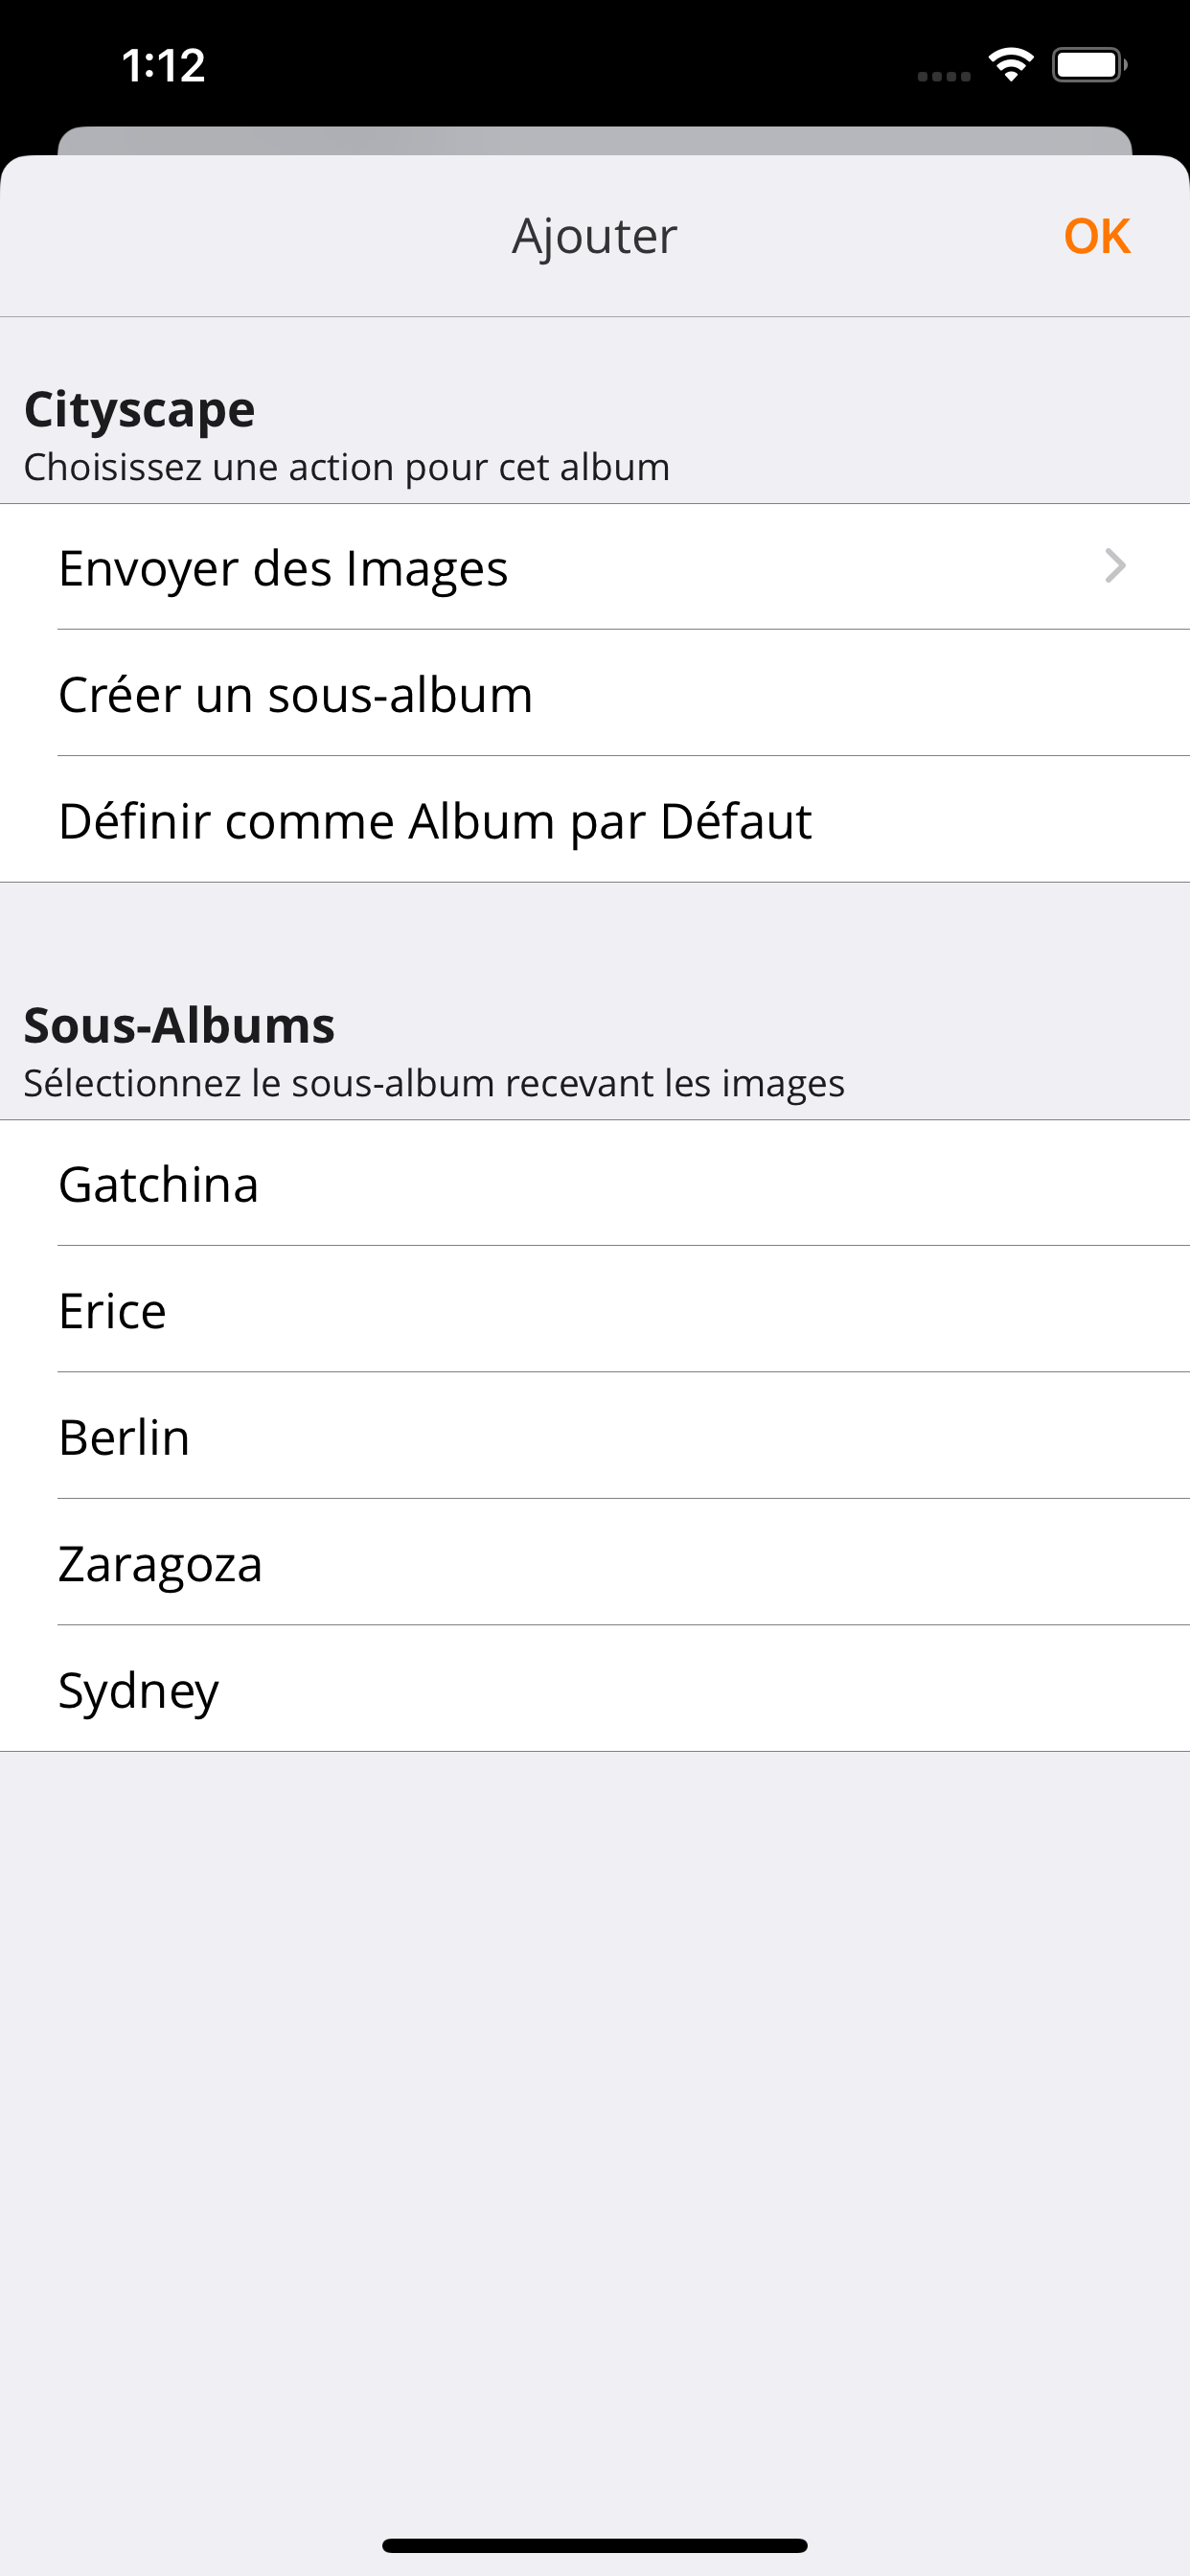 1:12
Ajouter
OK
Cityscape
Choisissez une action pour cet album
Envoyer des Images
Créer un sous-album
Définir comme Album par Défaut
Sous-Albums
Sélectionnez le sous-album recevant les images
Gatchina
Erice
Berlin
Zaragoza
Sydney